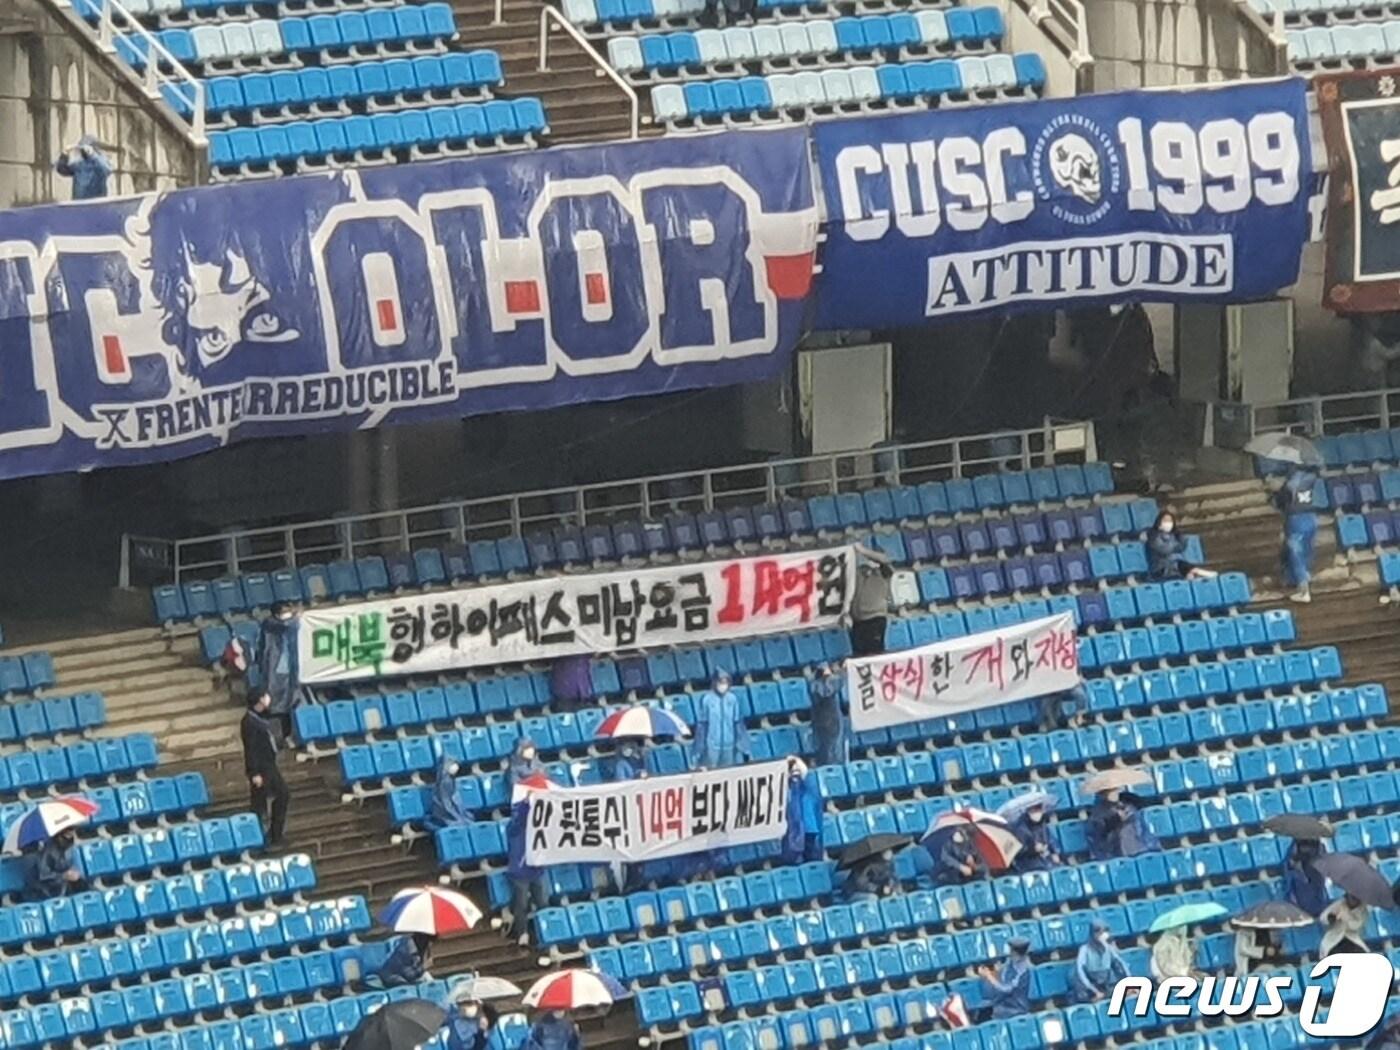 IC OLOR
FRENTE IRREDUCIBLE
CUSC 1999
ATTITUDE
매북행 하이패스 미납요금 14억원
몰상식한 개와 지성
앗 뒷통수! 14억 보다 싸다!
news1